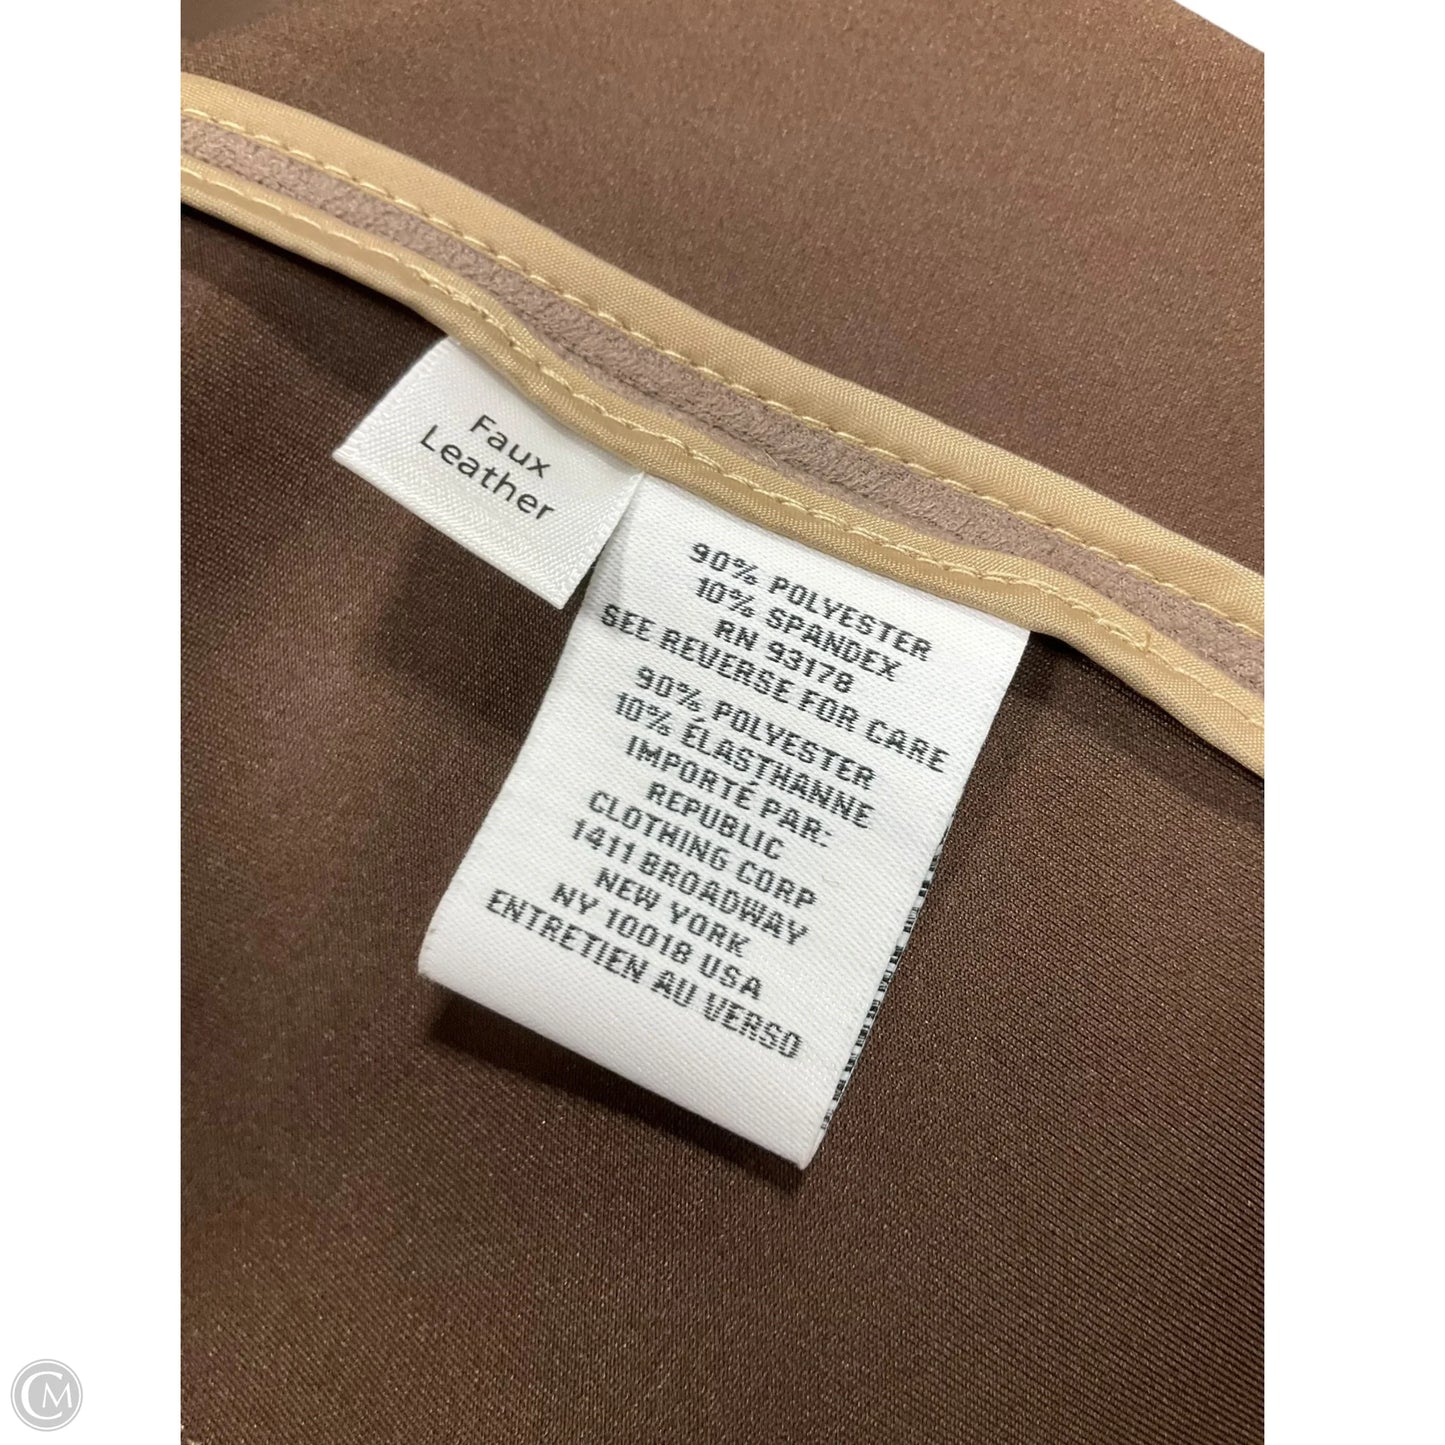 Faux
Leather
90% POLYESTER
10% SPANDEX
RN 93178
SEE REVERSE FOR CARE
90% POLYESTER
10% ÉLASTHANNE
IMPORTÉ PAR:
REPUBLIC
CLOTHING CORP
1411 BROADWAY
NEW YORK
NY 10018 USA
ENTRETIEN AU VERSO
CM